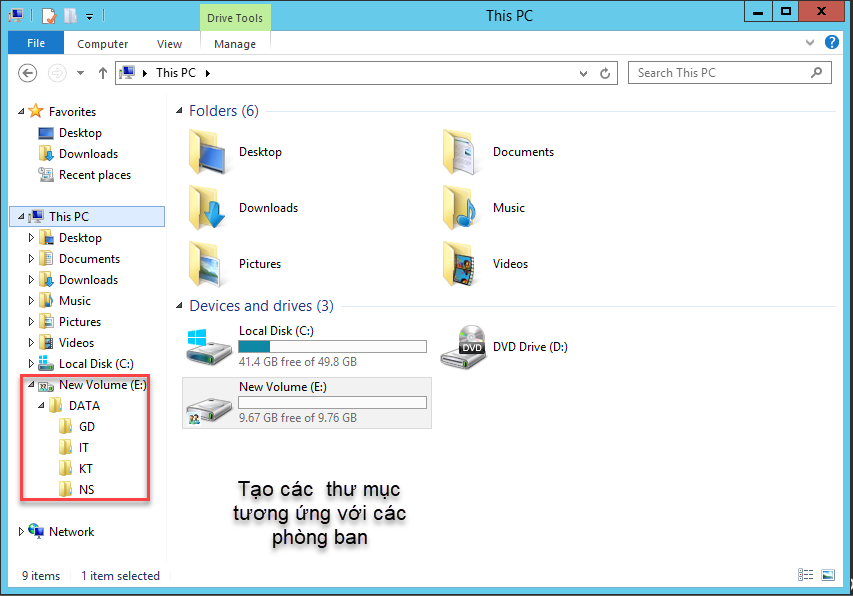 Drive Tools
This PC
File
Computer
View
Manage
This PC
Search This PC
Favorites
Desktop
Downloads
Recent places
This PC
Desktop
Documents
Downloads
Music
Pictures
Videos
Local Disk (C:)
New Volume (E:)
DATA
GD
IT
KT
NS
Network
Folders (6)
Desktop
Documents
Downloads
Music
Pictures
Videos
Devices and drives (3)
Local Disk (C:)
41.4 GB free of 49.8 GB
DVD
DVD Drive (D:)
New Volume (E:)
9.67 GB free of 9.76 GB
Tạo các thư mục
tương ứng với các
phòng ban
9 items
1 item selected